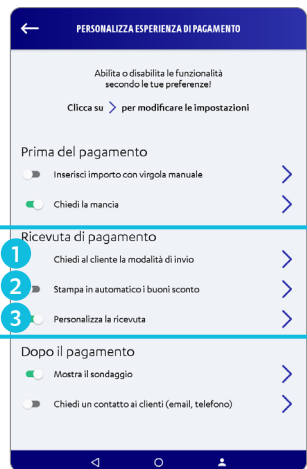 PERSONALIZZA ESPERIENZA DI PAGAMENTO
Abilita o disabilita le funzionalità
secondo le tue preferenze!
Clicca su > per modificare le impostazioni
Prima del pagamento
Inserisci importo con virgola manuale
Chiedi la mancia
Ricevuta di pagamento
1 Chiedi al cliente la modalità di invio
2 Stampa in automatico i buoni sconto
3 Personalizza la ricevuta
Dopo il pagamento
Mostra il sondaggio
Chiedi un contatto ai clienti (email, telefono)